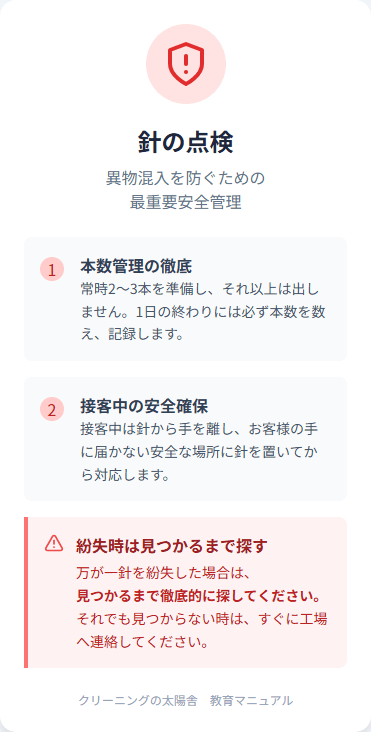 針の点検
異物混入を防ぐための
最重要安全管理
1
本数管理の徹底
常時2〜3本を準備し、それ以上は出し
ません。1日の終わりには必ず本数を数
え、記録します。
2
接客中の安全確保
接客中は針から手を離し、お客様の手
に届かない安全な場所に針を置いてか
ら対応します。
紛失時は見つかるまで探す
万が一針を紛失した場合は、
見つかるまで徹底的に探してください。
それでも見つからない時は、すぐに工場
へ連絡してください。
クリーニングの太陽舎　教育マニュアル